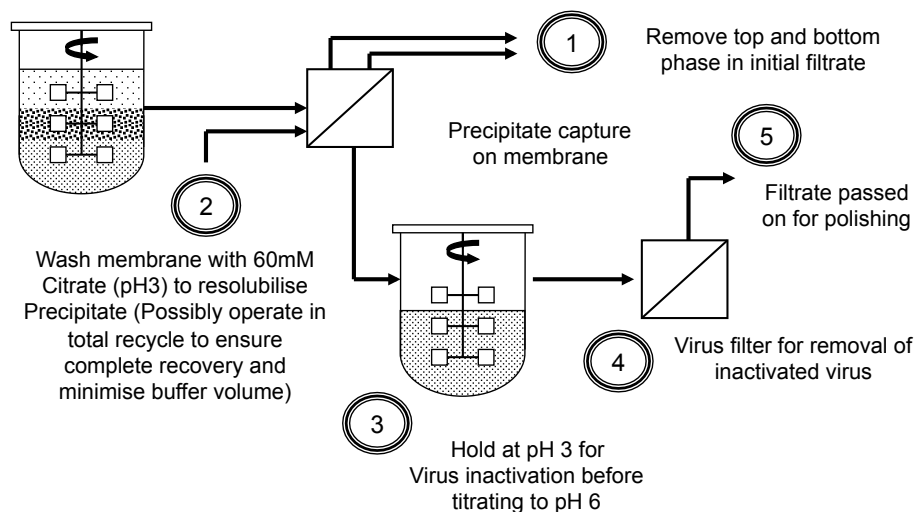 1
Remove top and bottom
phase in initial filtrate
Precipitate capture
on membrane
5
Filtrate passed
on for polishing
2
Wash membrane with 60mM
Citrate (pH3) to resolubilise
Precipitate (Possibly operate in
total recycle to ensure
complete recovery and
minimise buffer volume)
3
Hold at pH 3 for
Virus inactivation before
titrating to pH 6
4
Virus filter for removal of
inactivated virus